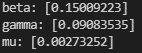 beta: [0.15009223]
gamma: [0.09083535]
mu: [0.00273252]